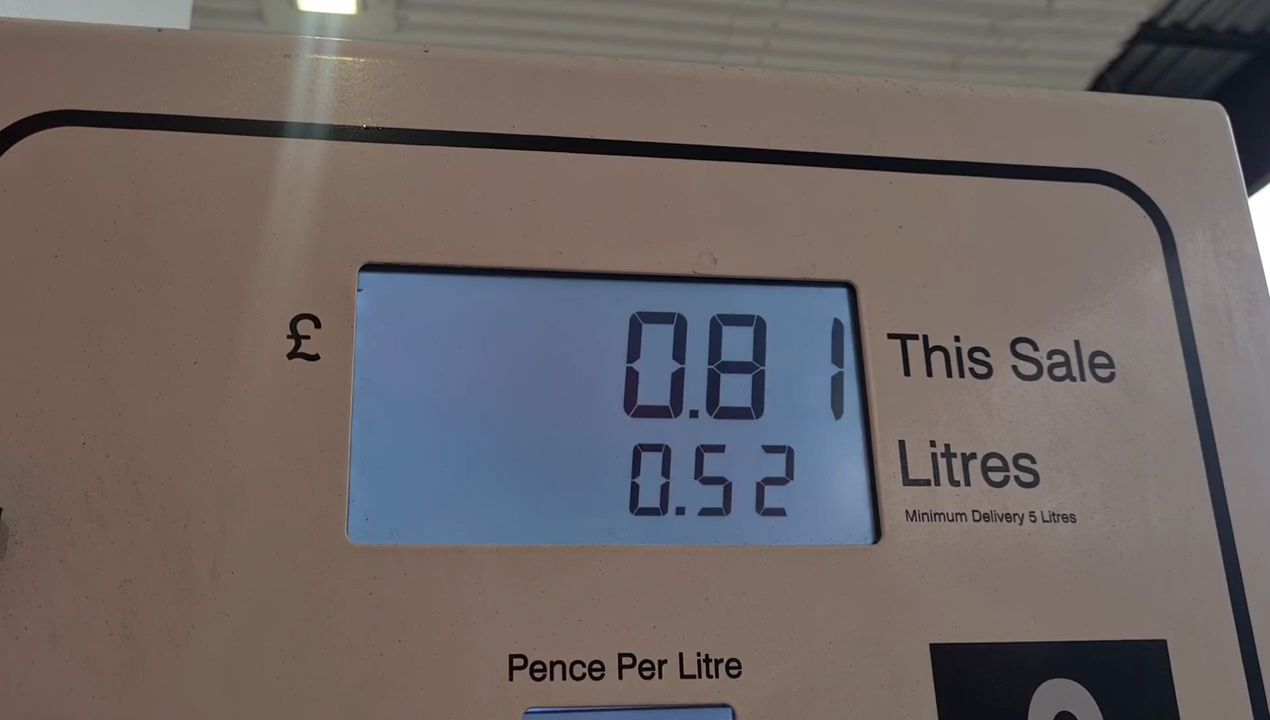 £ 0.81 This Sale
0.52 Litres
Minimum Delivery 5 Litres
Pence Per Litre